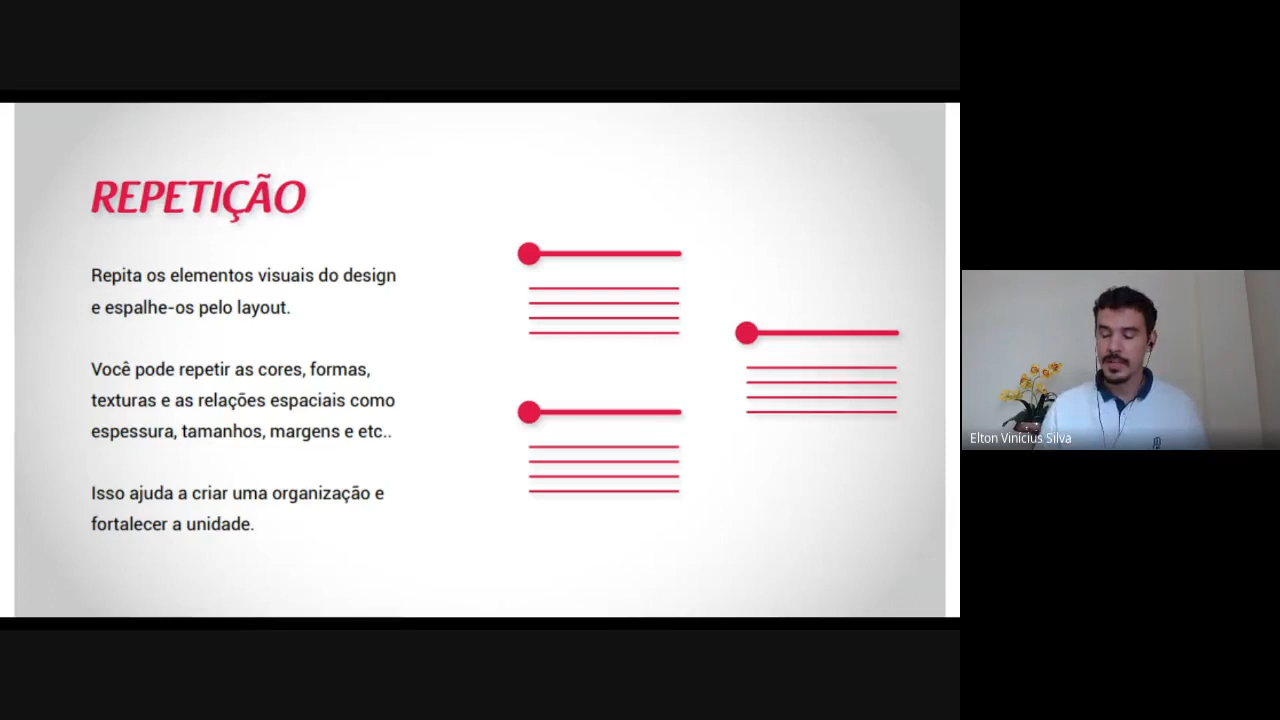 REPETIÇÃO
Repita os elementos visuais do design
e espalhe-os pelo layout.
Você pode repetir as cores, formas,
texturas e as relações espaciais como
espessura, tamanhos, margens e etc..
Isso ajuda a criar uma organização e
fortalecer a unidade.
Elton Vinícius Silva